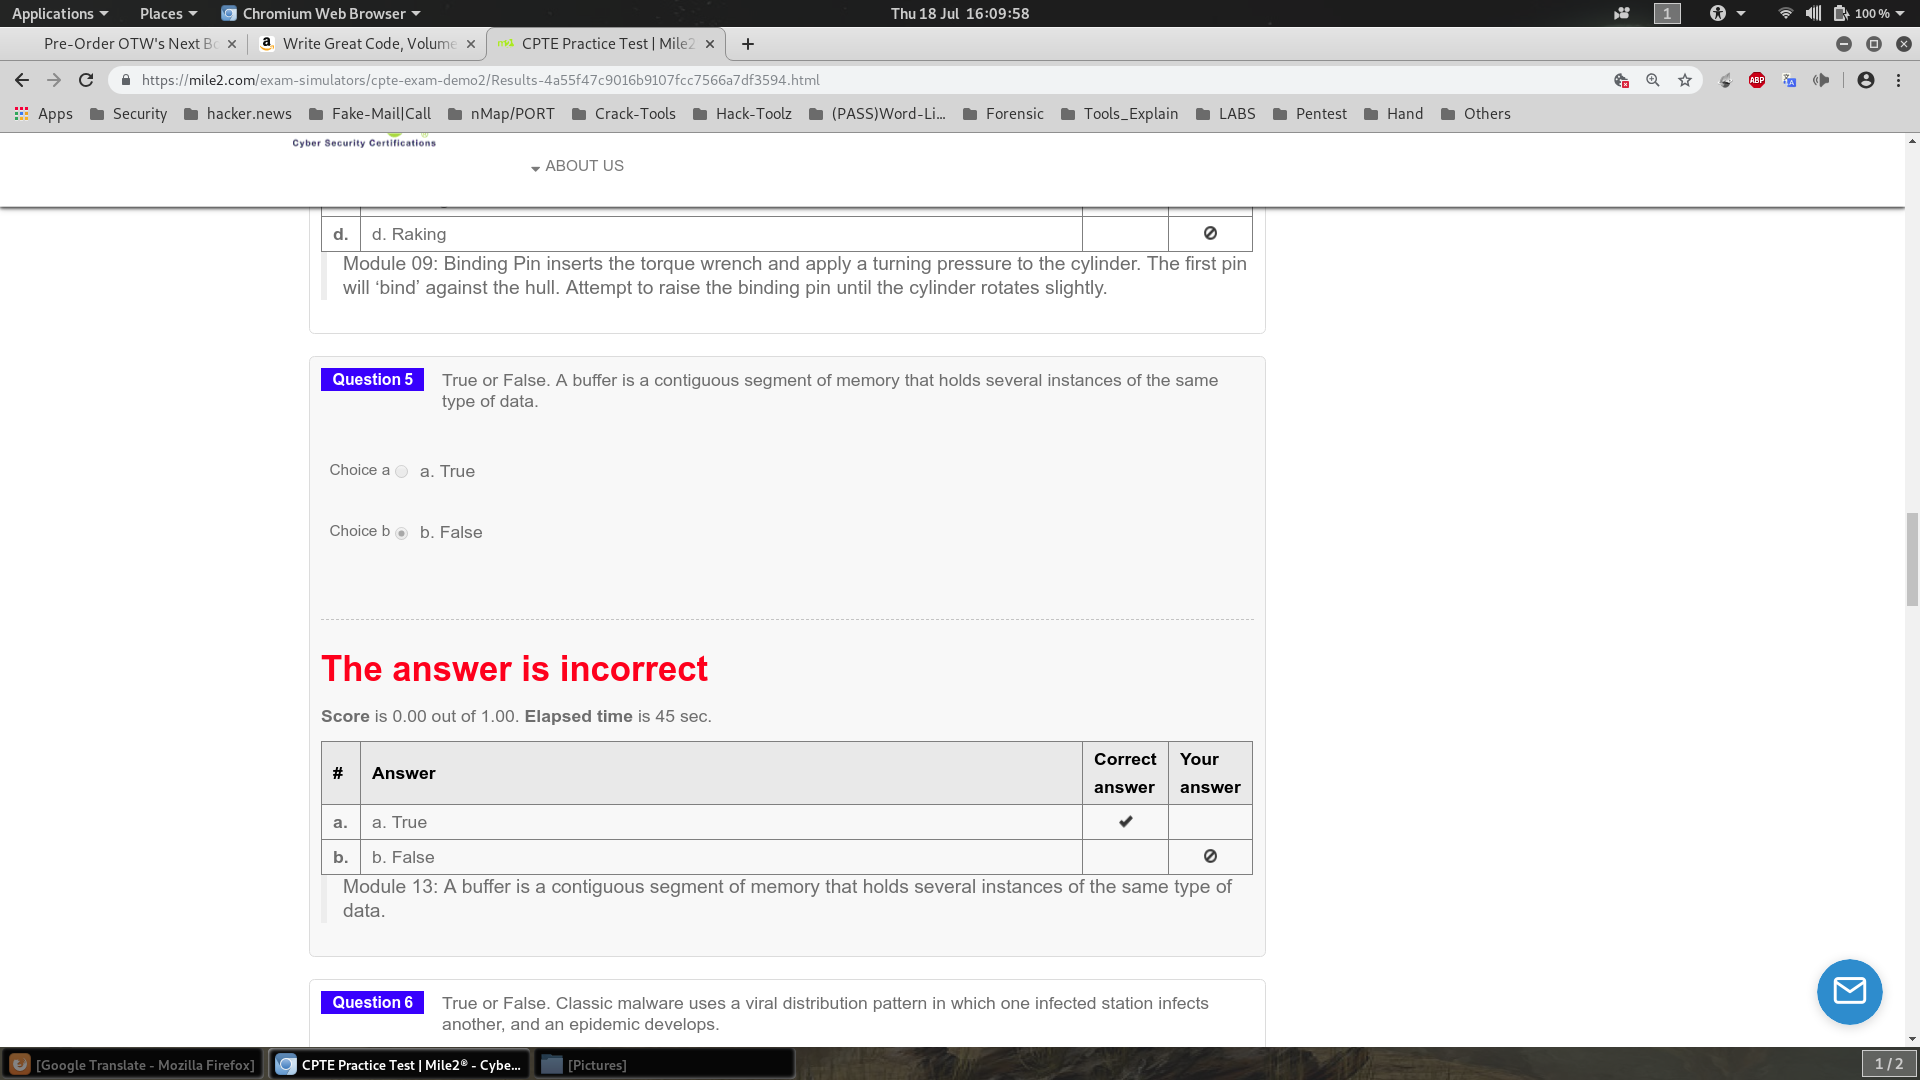 Applications Places Chromium Web Browser Thu 18 Jul 16:09:58 1 100 %
Pre-Order OTW's Next Bo Write Great Code, Volume CPTE Practice Test | Mile2
https://mile2.com/exam-simulators/cpte-exam-demo2/Results-4a55f47c9016b9107fcc7566a7df3594.html ABP
Apps Security hacker.news Fake-Mail|Call nMap/PORT Crack-Tools Hack-Toolz (PASS)Word-Li... Forensic Tools_Explain LABS Pentest Hand Others
Cyber Security Certifications
ABOUT US
d. d. Raking
Module 09: Binding Pin inserts the torque wrench and apply a turning pressure to the cylinder. The first pin
will ‘bind’ against the hull. Attempt to raise the binding pin until the cylinder rotates slightly.
Question 5 True or False. A buffer is a contiguous segment of memory that holds several instances of the same
type of data.
Choice a a. True
Choice b b. False
The answer is incorrect
Score is 0.00 out of 1.00. Elapsed time is 45 sec.
# Answer Correct answer Your answer
a. a. True
b. b. False
Module 13: A buffer is a contiguous segment of memory that holds several instances of the same type of
data.
Question 6 True or False. Classic malware uses a viral distribution pattern in which one infected station infects
another, and an epidemic develops.
[Google Translate - Mozilla Firefox] CPTE Practice Test | Mile2® - Cybe... [Pictures] 1 / 2